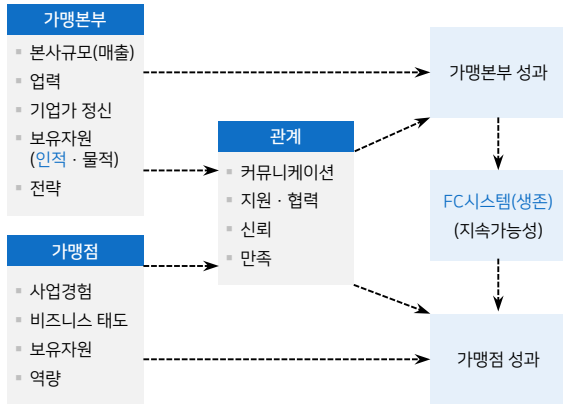 가맹본부
본사규모(매출)
업력
기업가 정신
보유자원
(인적 · 물적)
전략
가맹점
사업경험
비즈니스 태도
보유자원
역량
관계
커뮤니케이션
지원 · 협력
신뢰
만족
가맹본부 성과
FC시스템(생존)
(지속가능성)
가맹점 성과